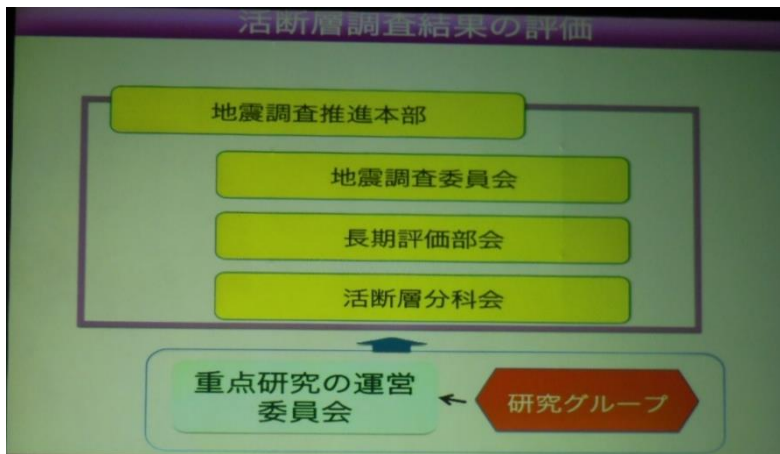 活断層調査結果の評価
地震調査推進本部
地震調査委員会
長期評価部会
活断層分科会
重点研究の運営
委員会
研究グループ